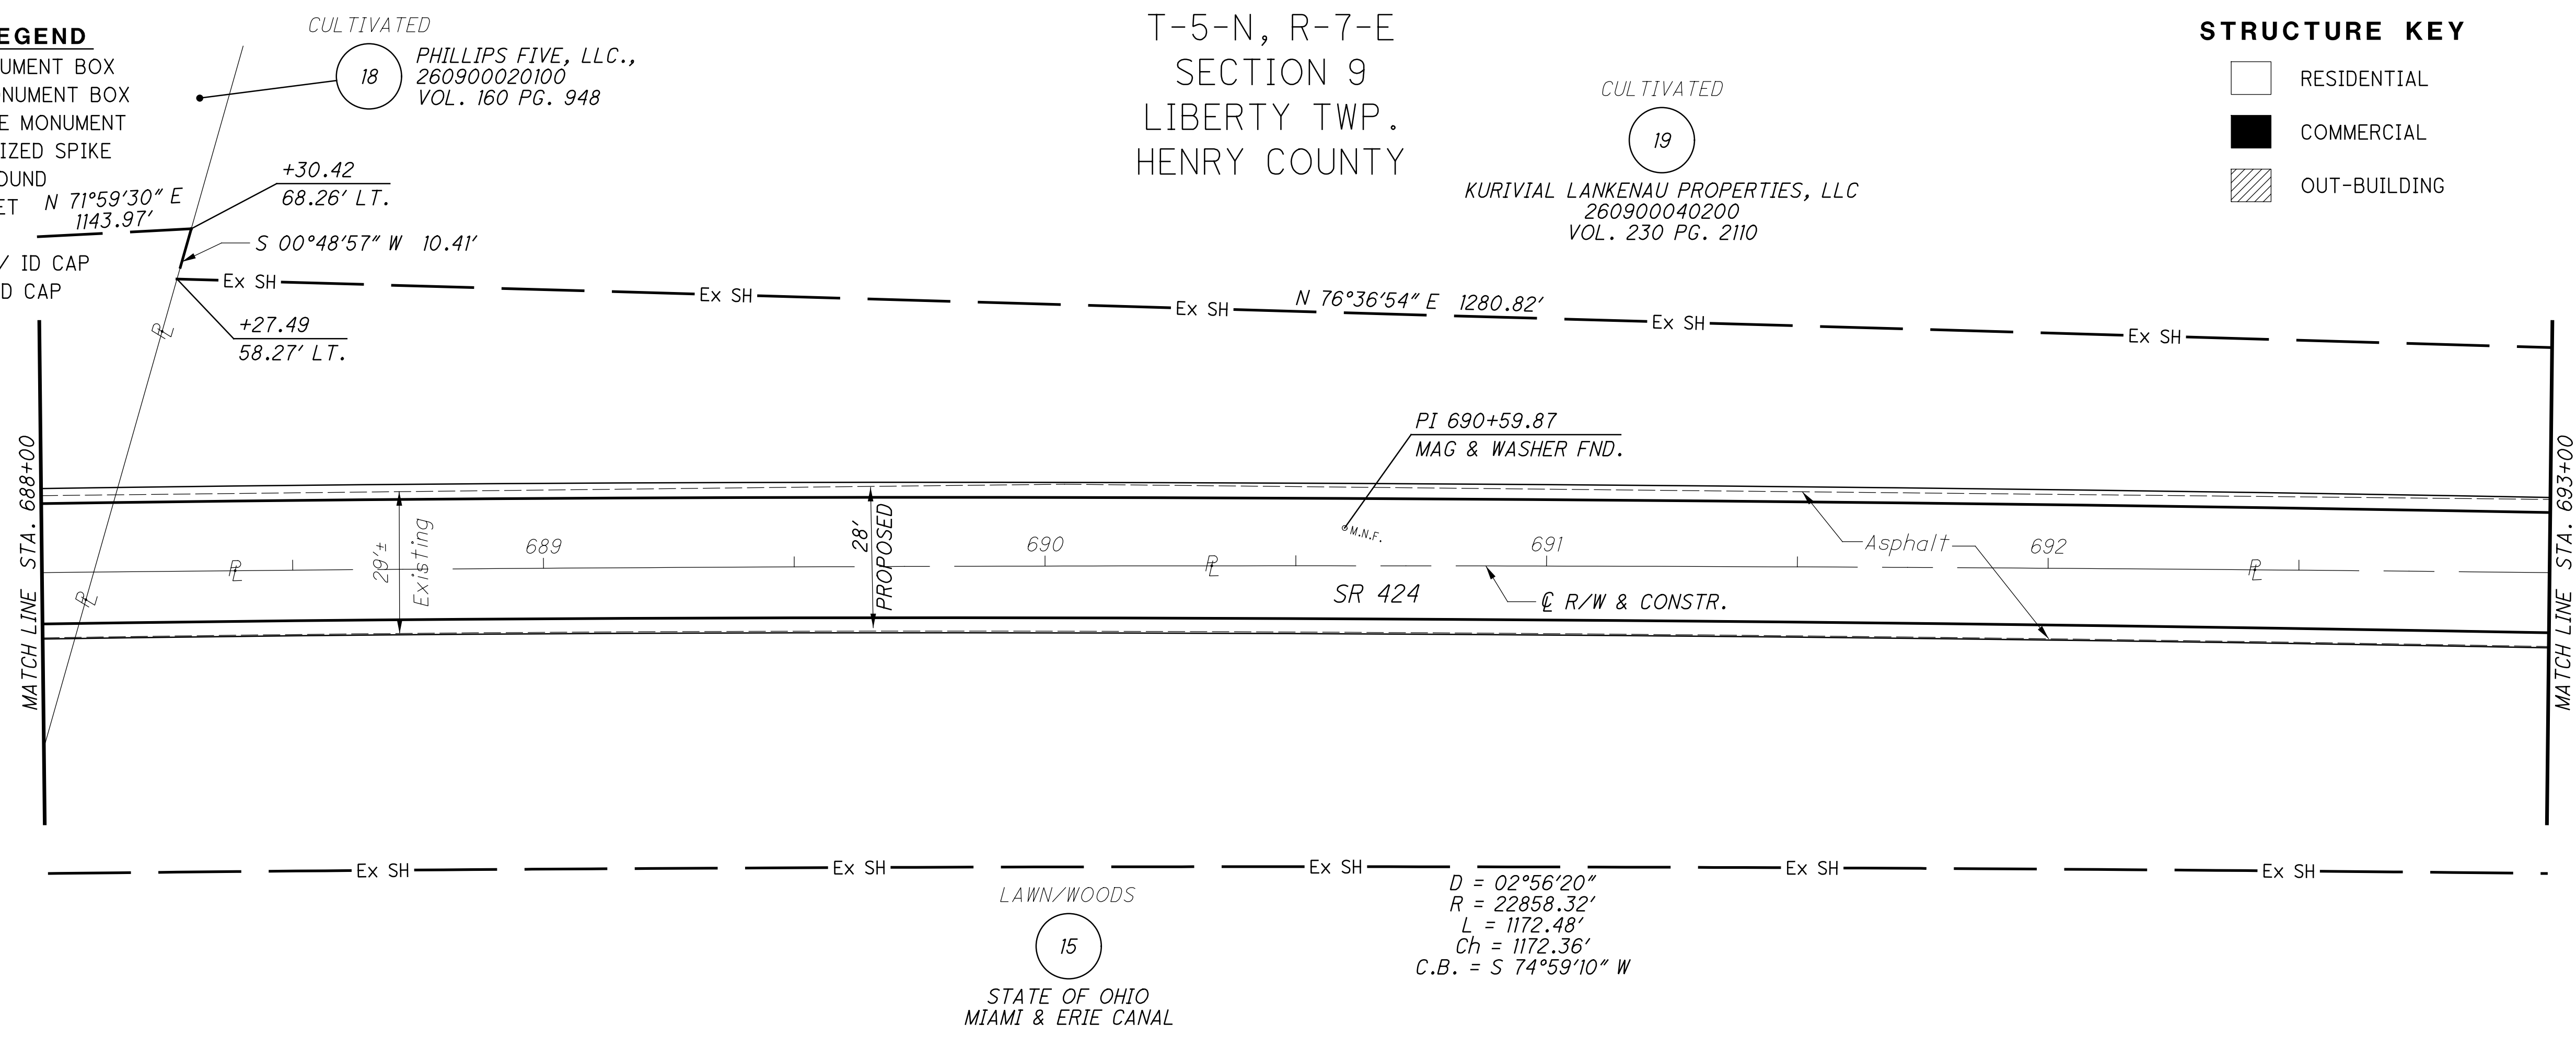 CULTIVATED
18
PHILLIPS FIVE, LLC.,
260900020100
VOL. 160 PG. 948
T-5-N, R-7-E
SECTION 9
LIBERTY TWP.
HENRY COUNTY
CULTIVATED
19
KURIVIAL LANKENAU PROPERTIES, LLC
260900040200
VOL. 230 PG. 2110
STRUCTURE KEY
RESIDENTIAL
COMMERCIAL
OUT-BUILDING
EGEND
UMENT BOX
ONUMENT BOX
E MONUMENT
IZED SPIKE
OUND
ET
/ ID CAP
D CAP
N 71°59'30" E
1143.97'
+30.42
68.26' LT.
S 00°48'57" W 10.41'
+27.49
58.27' LT.
Ex SH Ex SH Ex SH N 76°36'54" E 1280.82' Ex SH Ex SH
PL
PI 690+59.87
MAG & WASHER FND.
M.N.F.
MATCH LINE STA. 688+00
MATCH LINE STA. 693+00
29'±
Existing
28'
PROPOSED
689 690 691 692
Asphalt
PL PL PL
PL
SR 424
℄ R/W & CONSTR.
Ex SH Ex SH Ex SH Ex SH Ex SH
D = 02°56'20"
R = 22858.32'
L = 1172.48'
Ch = 1172.36'
C.B. = S 74°59'10" W
LAWN/WOODS
15
STATE OF OHIO
MIAMI & ERIE CANAL